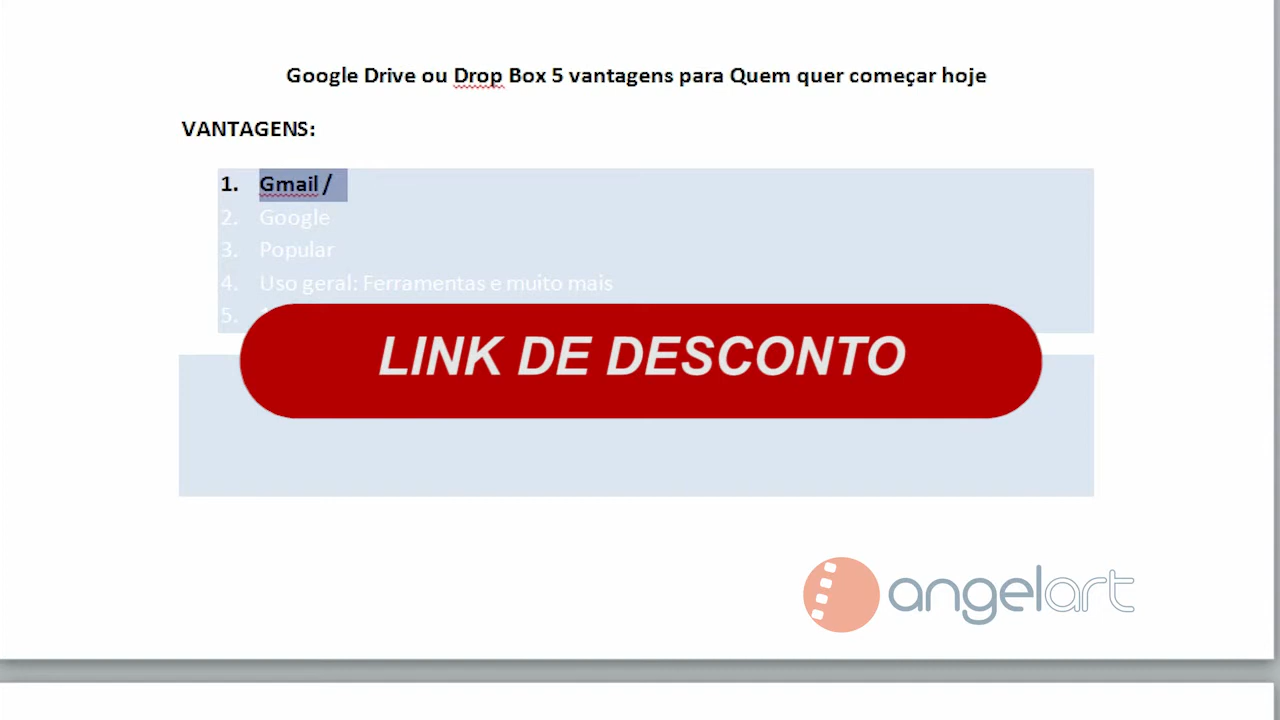 Google Drive ou Drop Box 5 vantagens para Quem quer começar hoje
VANTAGENS:
1. Gmail /
2. Google
3. Popular
4. Uso geral: Ferramentas e muito mais
5.
LINK DE DESCONTO
angelart